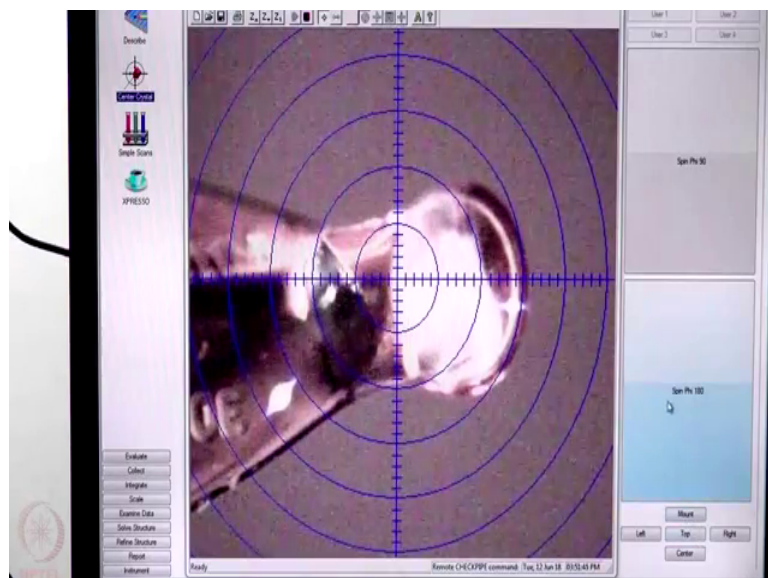 Describe
Center Crystal
Simple Scans
XPRESSO
Evaluate
Collect
Integrate
Scale
Examine Data
Solve Structure
Refine Structure
Report
Instrument
User 1 User 2
User 3 User 4
Spin Phi 90
Spin Phi 180
Mount
Left Top Right
Center
Ready
Remote CHECKPIPE command: Tue, 12 Jun 18 03:51:45 PM
NPTEL